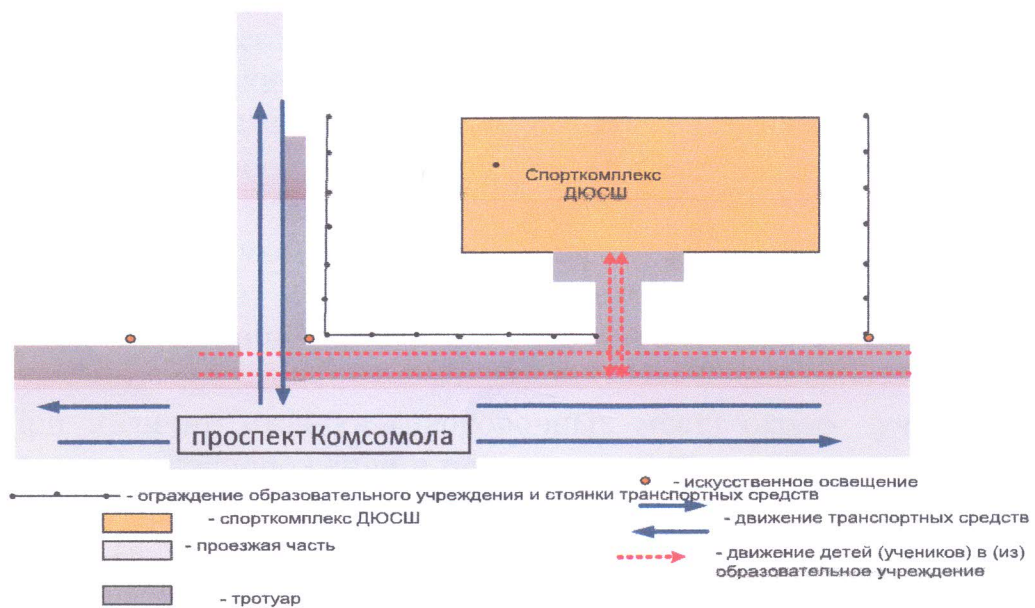 Спорткомплекс
ДЮСШ
проспект Комсомола
- ограждение образовательного учреждения и стоянки транспортных средств
- спорткомплекс ДЮСШ
- проезжая часть
- тротуар
- искусственное освещение
- движение транспортных средств
- движение детей (учеников) в (из)
образовательное учреждение